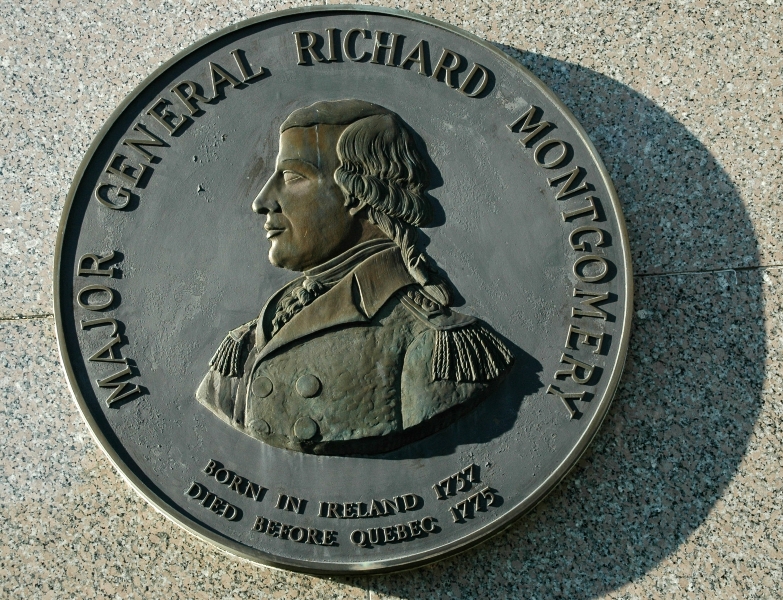 MAJOR GENERAL RICHARD MONTGOMERY
BORN IN IRELAND 1737
DIED BEFORE QUEBEC 1775